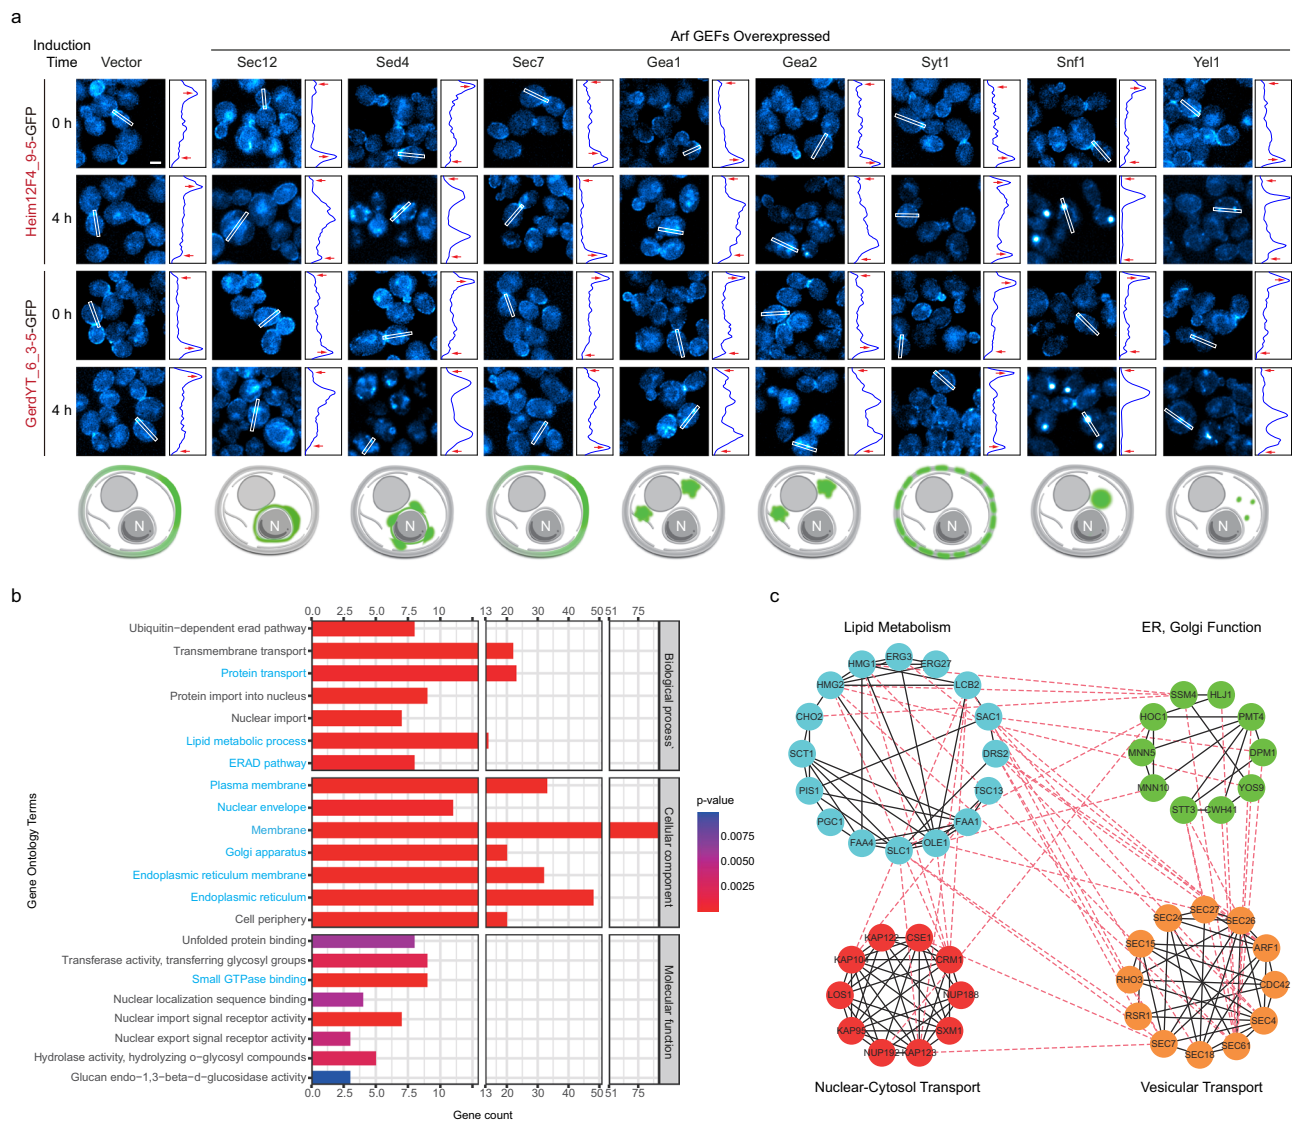 a
Arf GEFs Overexpressed
Induction
Time
Vector
Sec12
Sed4
Sec7
Gea1
Gea2
Syt1
Snf1
Yel1
Heim12F4_9-5-GFP
0 h
4 h
GerdYT_6_3-5-GFP
0 h
4 h
N
N
N
N
N
N
b
0.0 2.5 5.0 7.5 10 13 20 30 40 50 51 75
Gene Ontology Terms
Ubiquitin−dependent erad pathway
Transmembrane transport
Protein transport
Protein import into nucleus
Nuclear import
Lipid metabolic process
ERAD pathway
Biological process'
Plasma membrane
Nuclear envelope
Membrane
Golgi apparatus
Endoplasmic reticulum membrane
Endoplasmic reticulum
Cell periphery
Cellular component
Unfolded protein binding
Transferase activity, transferring glycosyl groups
Small GTPase binding
Nuclear localization sequence binding
Nuclear import signal receptor activity
Nuclear export signal receptor activity
Hydrolase activity, hydrolyzing o−glycosyl compounds
Glucan endo−1,3−beta−d−glucosidase activity
Molecular function
0.0 2.5 5.0 7.5 10 13 20 30 40 50 51 75
Gene count
p-value
0.0075
0.0050
0.0025
c
Lipid Metabolism
ERG3
HMG1
ERG27
HMG2
LCB2
CHO2
SAC1
SCT1
DRS2
PIS1
TSC13
PGC1
FAA1
FAA4
SLC1
OLE1
ER, Golgi Function
SSM4
HLJ1
HOC1
PMT4
MNN5
DPM1
MNN10
YOS9
STT3
CWH41
KAP122
CSE1
KAP104
CRM1
LOS1
NUP188
KAP95
SXM1
NUP192
KAP123
Nuclear-Cytosol Transport
SEC27
SEC24
SEC26
SEC15
ARF1
RHO3
CDC42
RSR1
SEC4
SEC7
SEC18
SEC61
Vesicular Transport